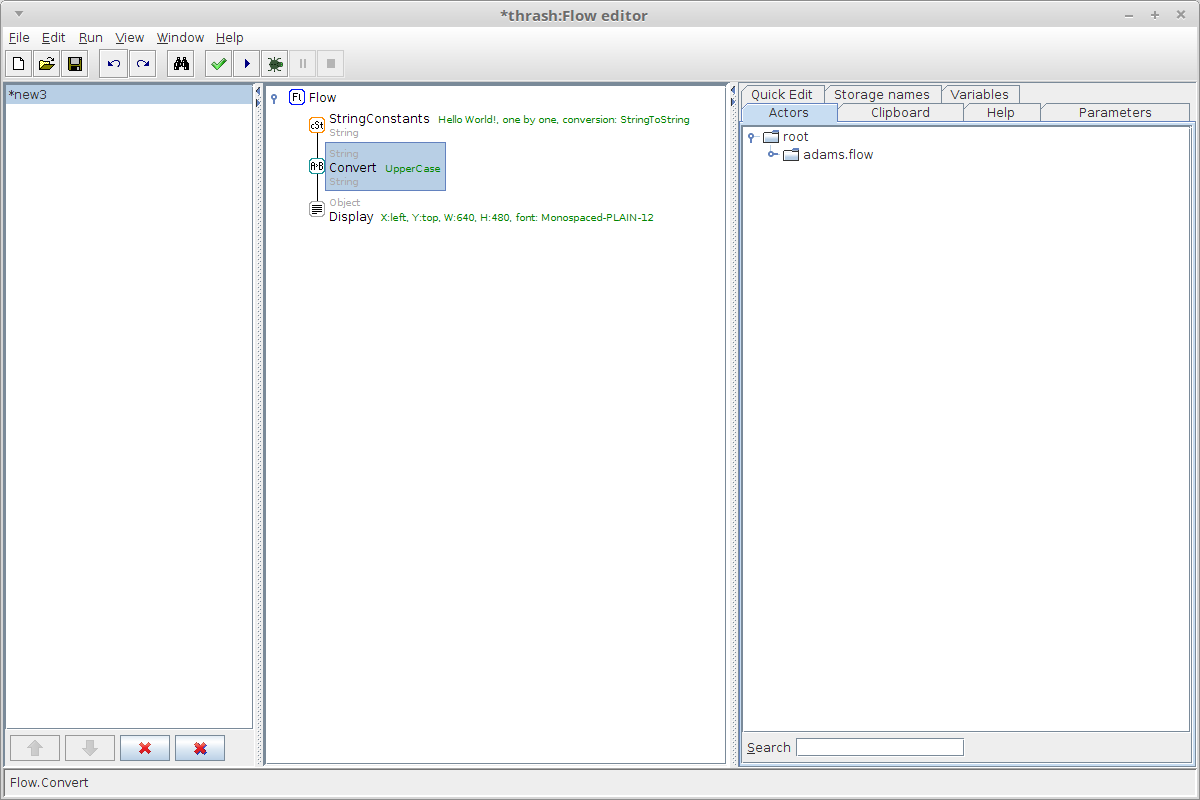 *thrash:Flow editor
File Edit Run View Window Help
*new3
Fl Flow
cSt StringConstants Hello World!, one by one, conversion: StringToString
String
String
A›B Convert UpperCase
String
Object
Display X:left, Y:top, W:640, H:480, font: Monospaced-PLAIN-12
Quick Edit Storage names Variables
Actors Clipboard Help Parameters
root
adams.flow
Search
Flow.Convert